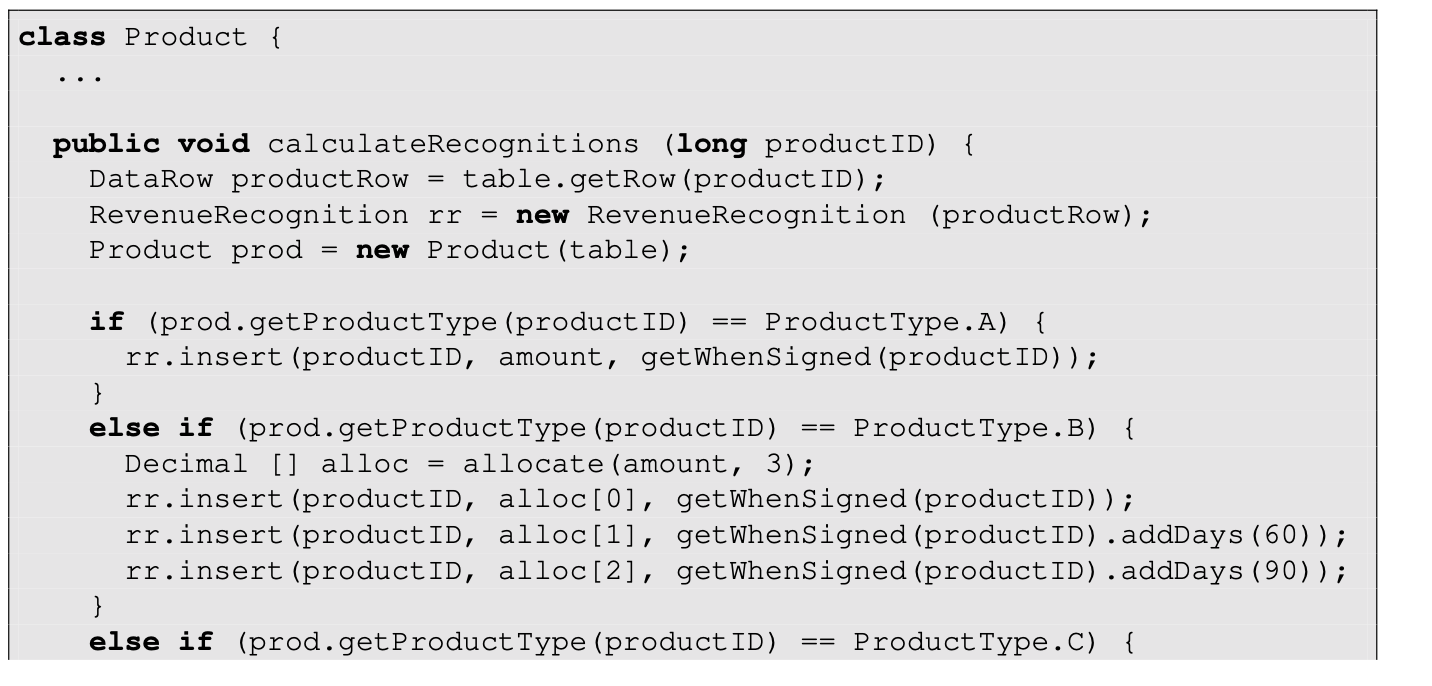 class Product {
...
public void calculateRecognitions (long productID) {
DataRow productRow = table.getRow(productID);
RevenueRecognition rr = new RevenueRecognition (productRow);
Product prod = new Product(table);
if (prod.getProductType(productID) == ProductType.A) {
rr.insert(productID, amount, getWhenSigned(productID));
}
else if (prod.getProductType(productID) == ProductType.B) {
Decimal [] alloc = allocate(amount, 3);
rr.insert(productID, alloc[0], getWhenSigned(productID));
rr.insert(productID, alloc[1], getWhenSigned(productID).addDays(60));
rr.insert(productID, alloc[2], getWhenSigned(productID).addDays(90));
}
else if (prod.getProductType(productID) == ProductType.C) {